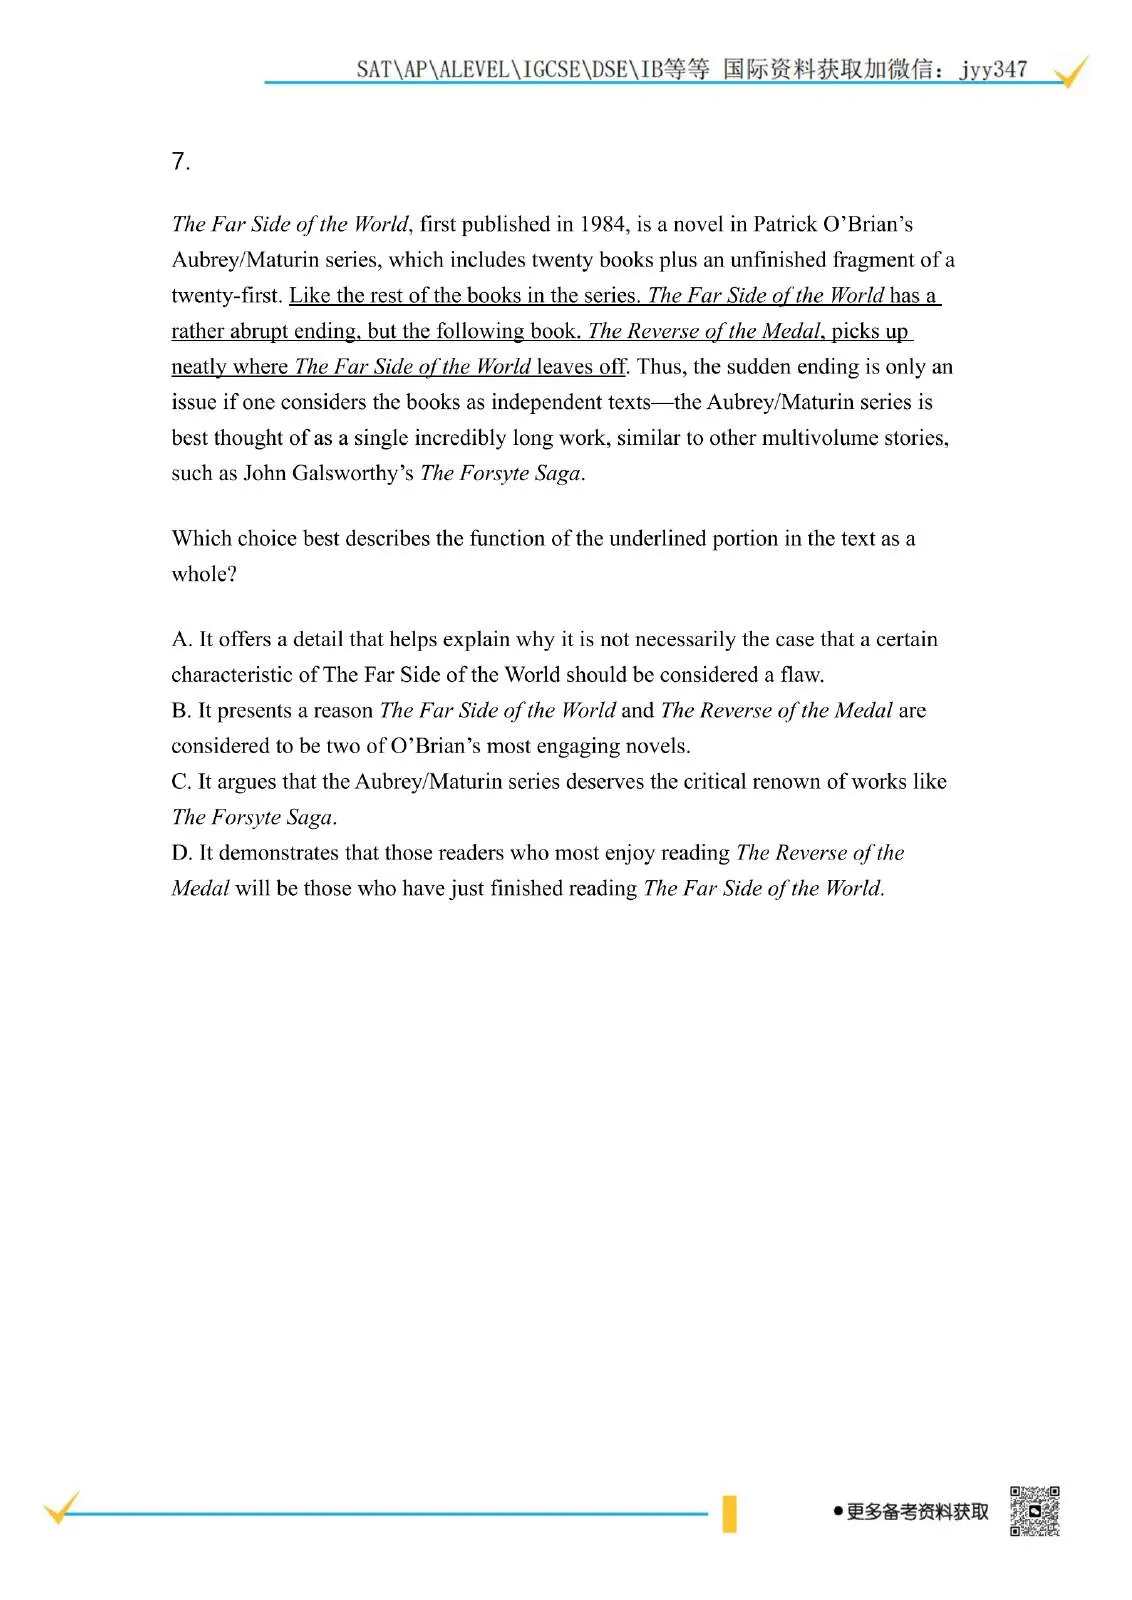 SAT\AP\ALEVEL\IGCSE\DSE\IB等等 国际资料获取加微信：jyy347
7.
The Far Side of the World, first published in 1984, is a novel in Patrick O’Brian’s
Aubrey/Maturin series, which includes twenty books plus an unfinished fragment of a
twenty-first. Like the rest of the books in the series. The Far Side of the World has a
rather abrupt ending, but the following book. The Reverse of the Medal, picks up
neatly where The Far Side of the World leaves off. Thus, the sudden ending is only an
issue if one considers the books as independent texts—the Aubrey/Maturin series is
best thought of as a single incredibly long work, similar to other multivolume stories,
such as John Galsworthy’s The Forsyte Saga.
Which choice best describes the function of the underlined portion in the text as a
whole?
A. It offers a detail that helps explain why it is not necessarily the case that a certain
characteristic of The Far Side of the World should be considered a flaw.
B. It presents a reason The Far Side of the World and The Reverse of the Medal are
considered to be two of O’Brian’s most engaging novels.
C. It argues that the Aubrey/Maturin series deserves the critical renown of works like
The Forsyte Saga.
D. It demonstrates that those readers who most enjoy reading The Reverse of the
Medal will be those who have just finished reading The Far Side of the World.
●更多备考资料获取